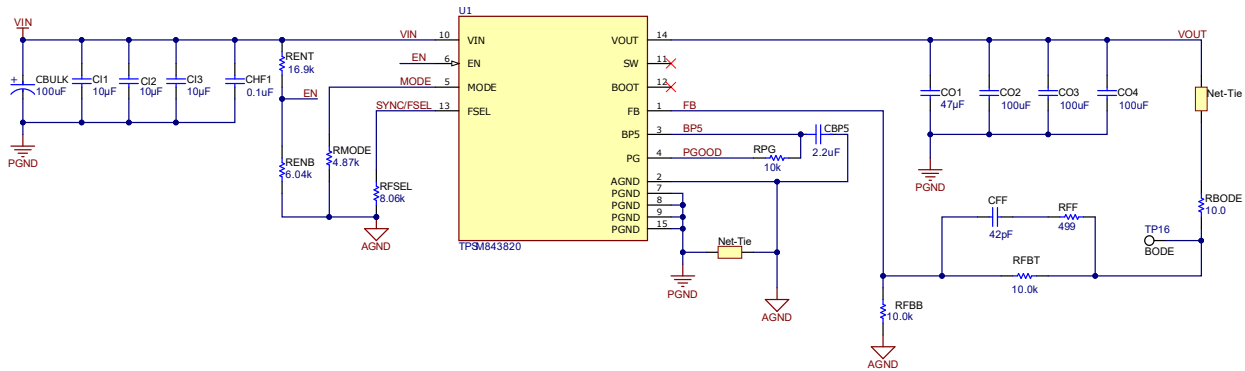 VIN
CBULK
100uF
CI1
10µF
CI2
10µF
CI3
10µF
CHF1
0.1uF
RENT
16.9k
EN
RENB
6.04k
RMODE
4.87k
RFSEL
8.06k
PGND
AGND
VIN
EN
MODE
SYNC/FSEL
10
6
5
13
U1
VIN
EN
MODE
FSEL
VOUT
SW
BOOT
FB
BP5
PG
AGND
PGND
PGND
PGND
PGND
TPSM843820
14
11
12
1
3
4
2
7
8
9
15
FB
BP5
PGOOD
RPG
10k
CBP5
2.2uF
Net-Tie
PGND
AGND
VOUT
CO1
47µF
CO2
100uF
CO3
100uF
CO4
100uF
PGND
Net-Tie
RBODE
10.0
TP16
BODE
CFF
42pF
RFF
499
RFBT
10.0k
RFBB
10.0k
AGND